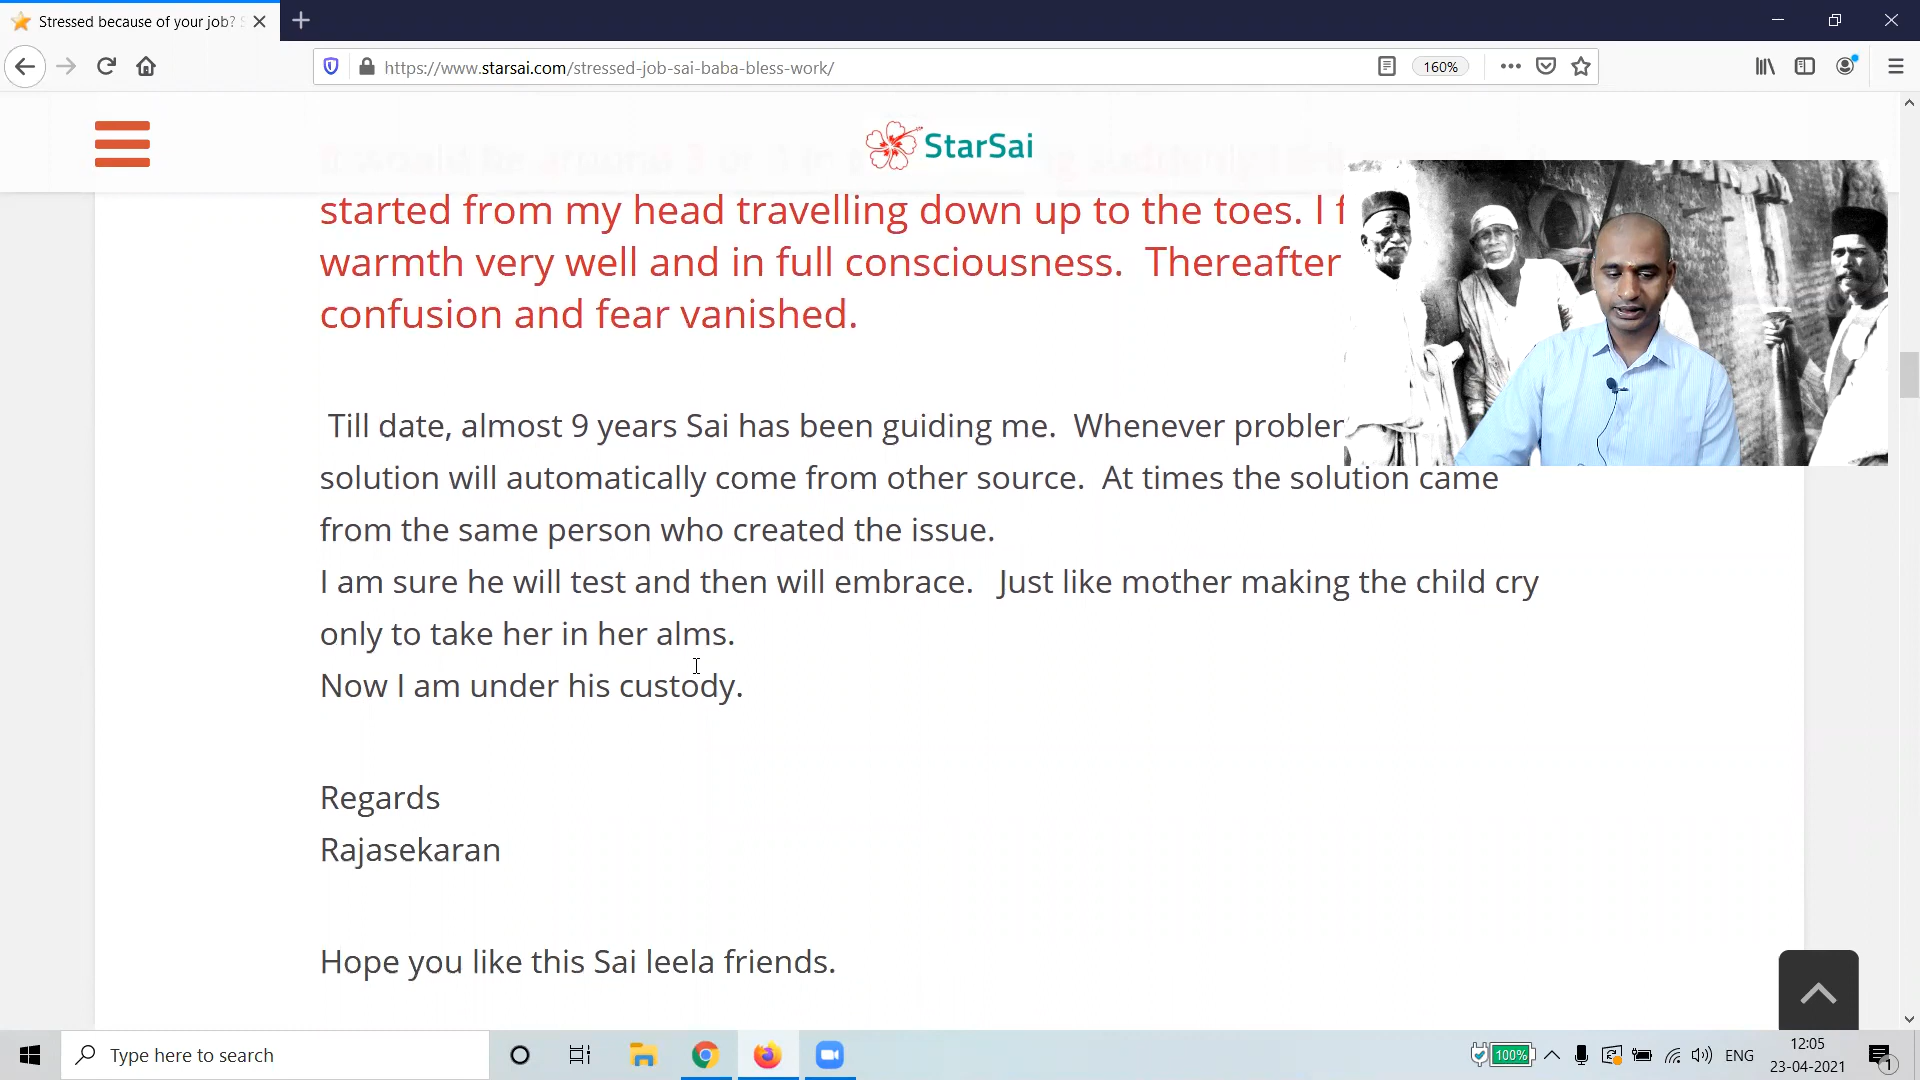 Stressed because of your job?
https://www.starsai.com/stressed-job-sai-baba-bless-work/
160%
StarSai
started from my head travelling down up to the toes. I f
warmth very well and in full consciousness. Thereafter
confusion and fear vanished.
Till date, almost 9 years Sai has been guiding me. Whenever
solution will automatically come from other source. At times the solution came
from the same person who created the issue.
I am sure he will test and then will embrace. Just like mother making the child cry
only to take her in her alms.
Now I am under his custody.
Regards
Rajasekaran
Hope you like this Sai leela friends.
Type here to search
100%
ENG
12:05
23-04-2021
1